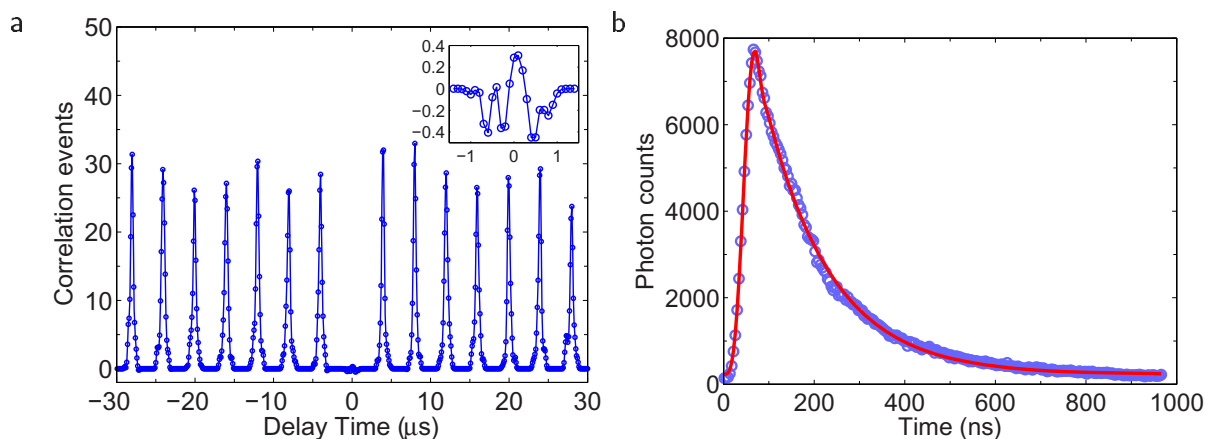 a
50
40
30
20
10
0
Correlation events
−30 −20 −10 0 10 20 30
Delay Time (μs)
0.4
0.2
0
−0.2
−0.4
−1 0 1
b
8000
6000
4000
2000
0
Photon counts
0 200 400 600 800 1000
Time (ns)